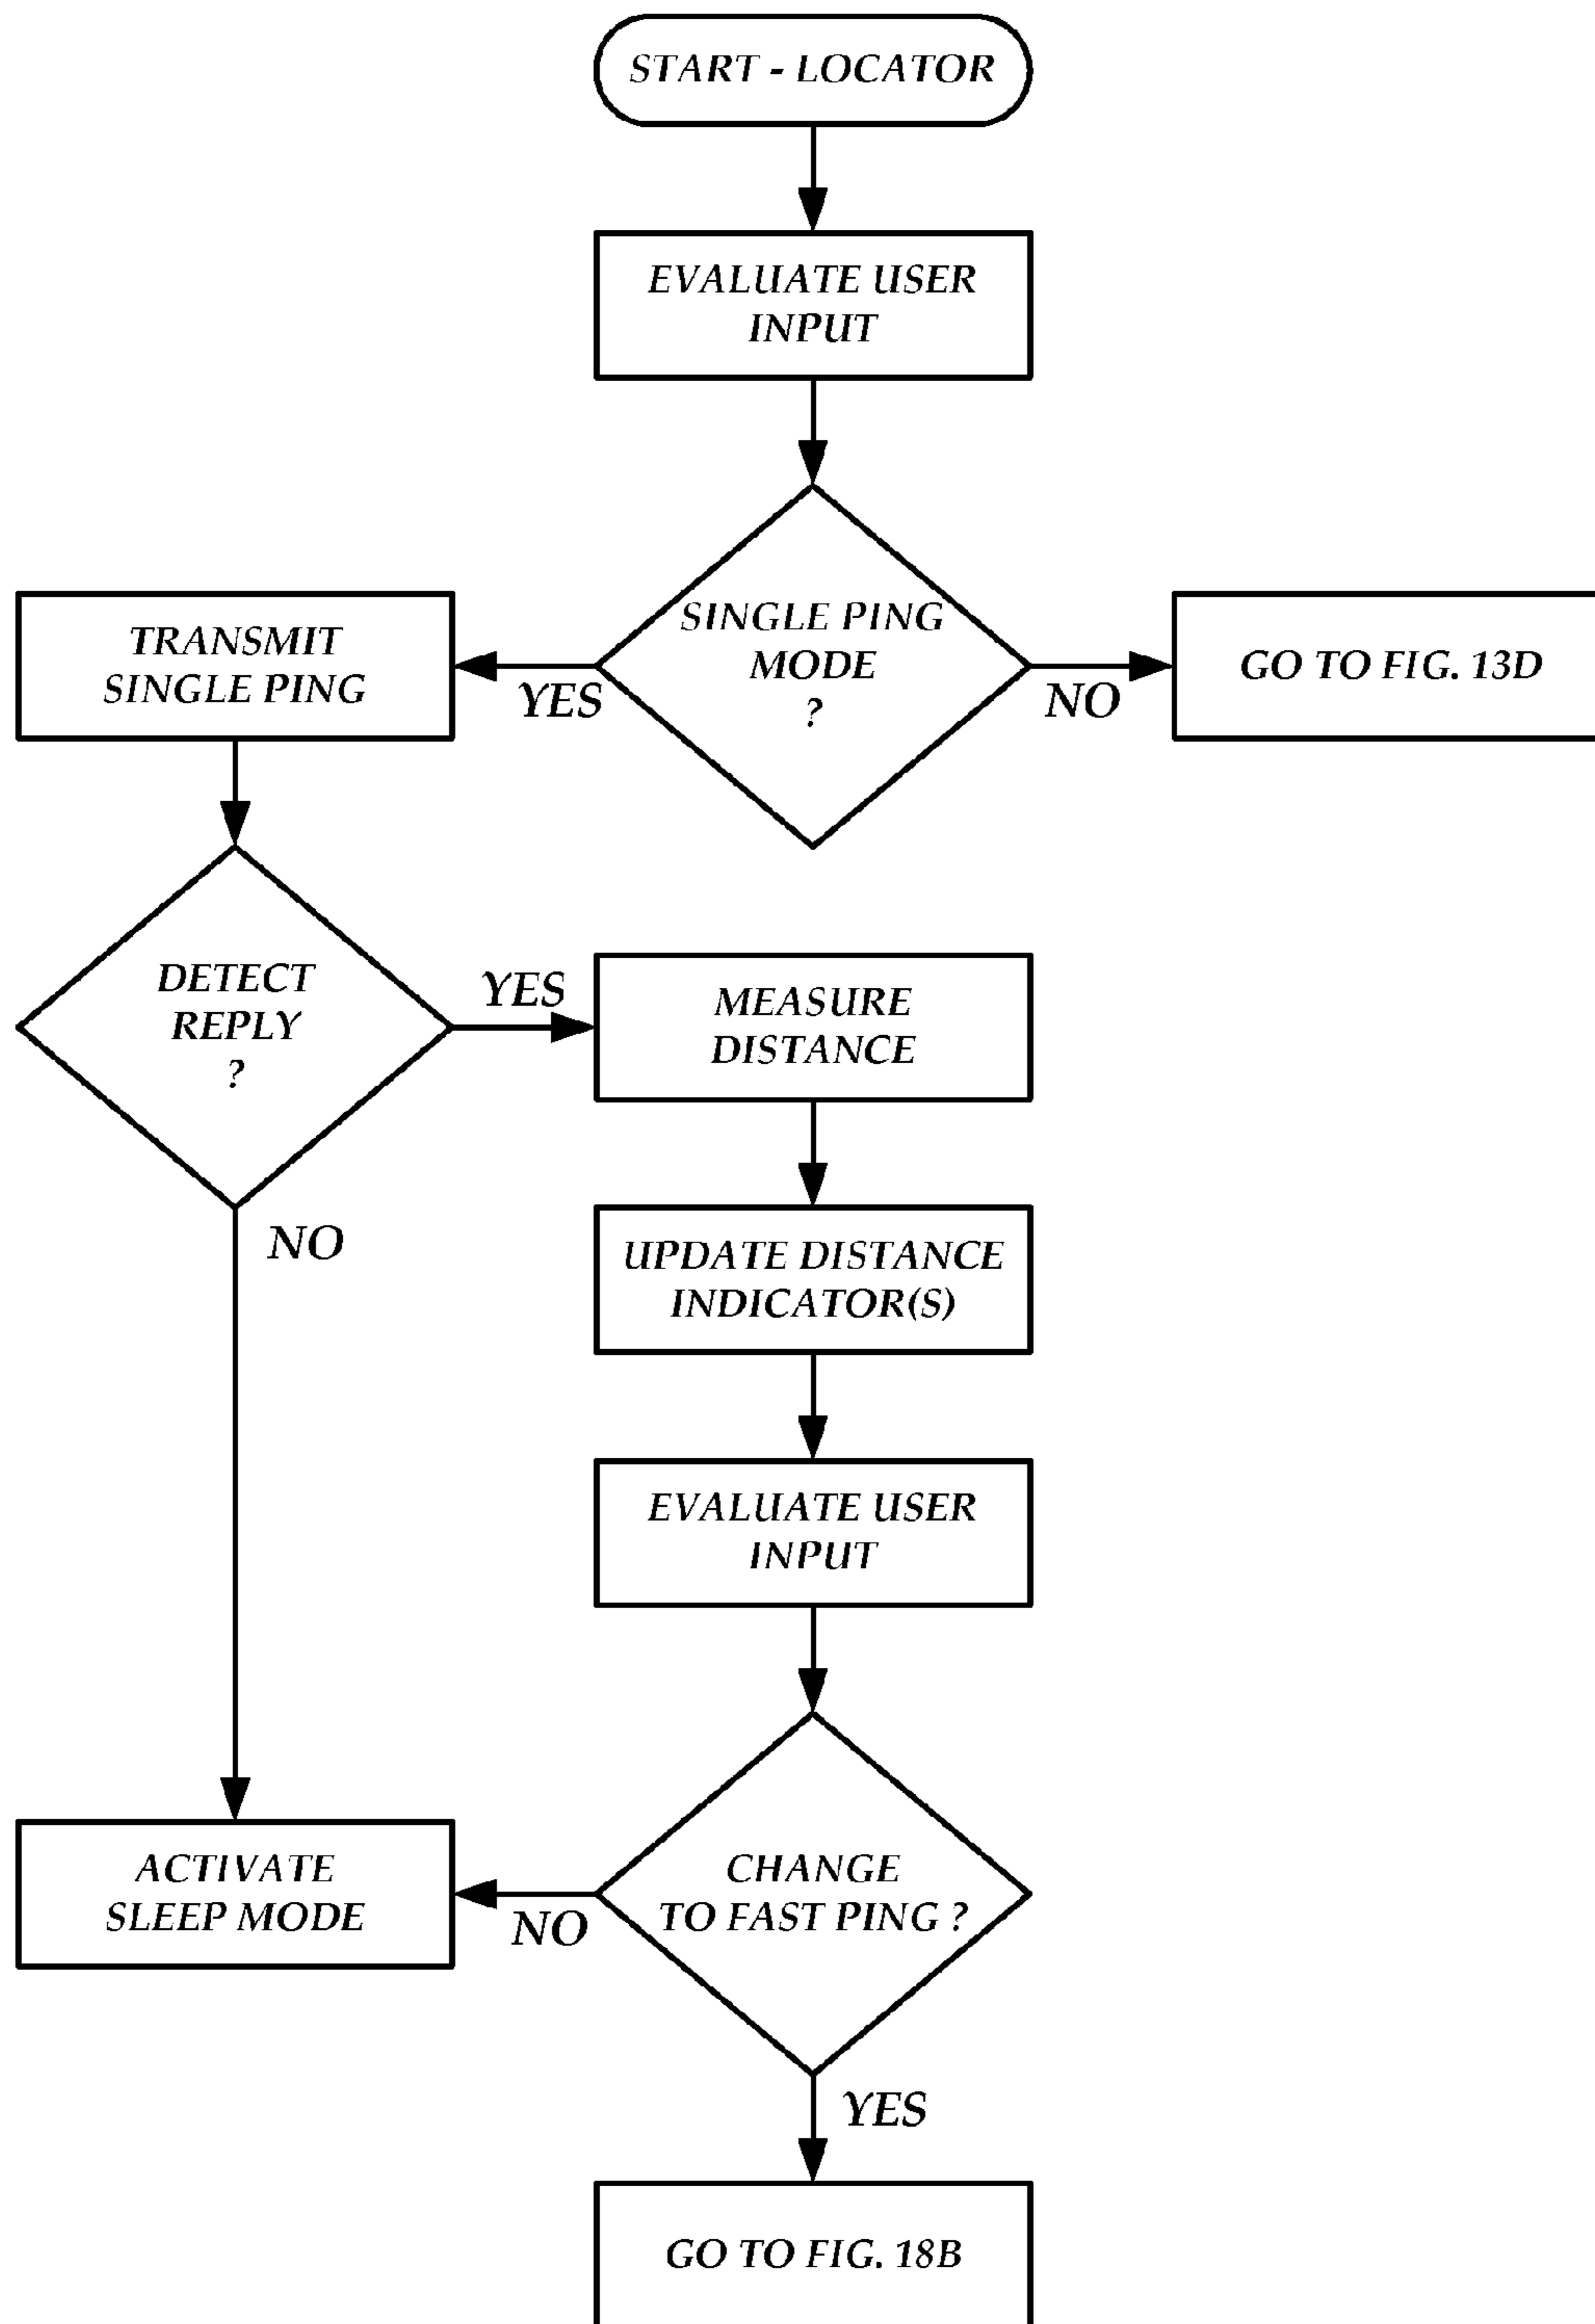 START - LOCATOR
EVALUATE USER
INPUT
SINGLE PING
MODE
?
YES
NO
TRANSMIT
SINGLE PING
GO TO FIG. 13D
DETECT
REPLY
?
YES
NO
MEASURE
DISTANCE
UPDATE DISTANCE
INDICATOR(S)
EVALUATE USER
INPUT
CHANGE
TO FAST PING ?
NO
YES
ACTIVATE
SLEEP MODE
GO TO FIG. 18B